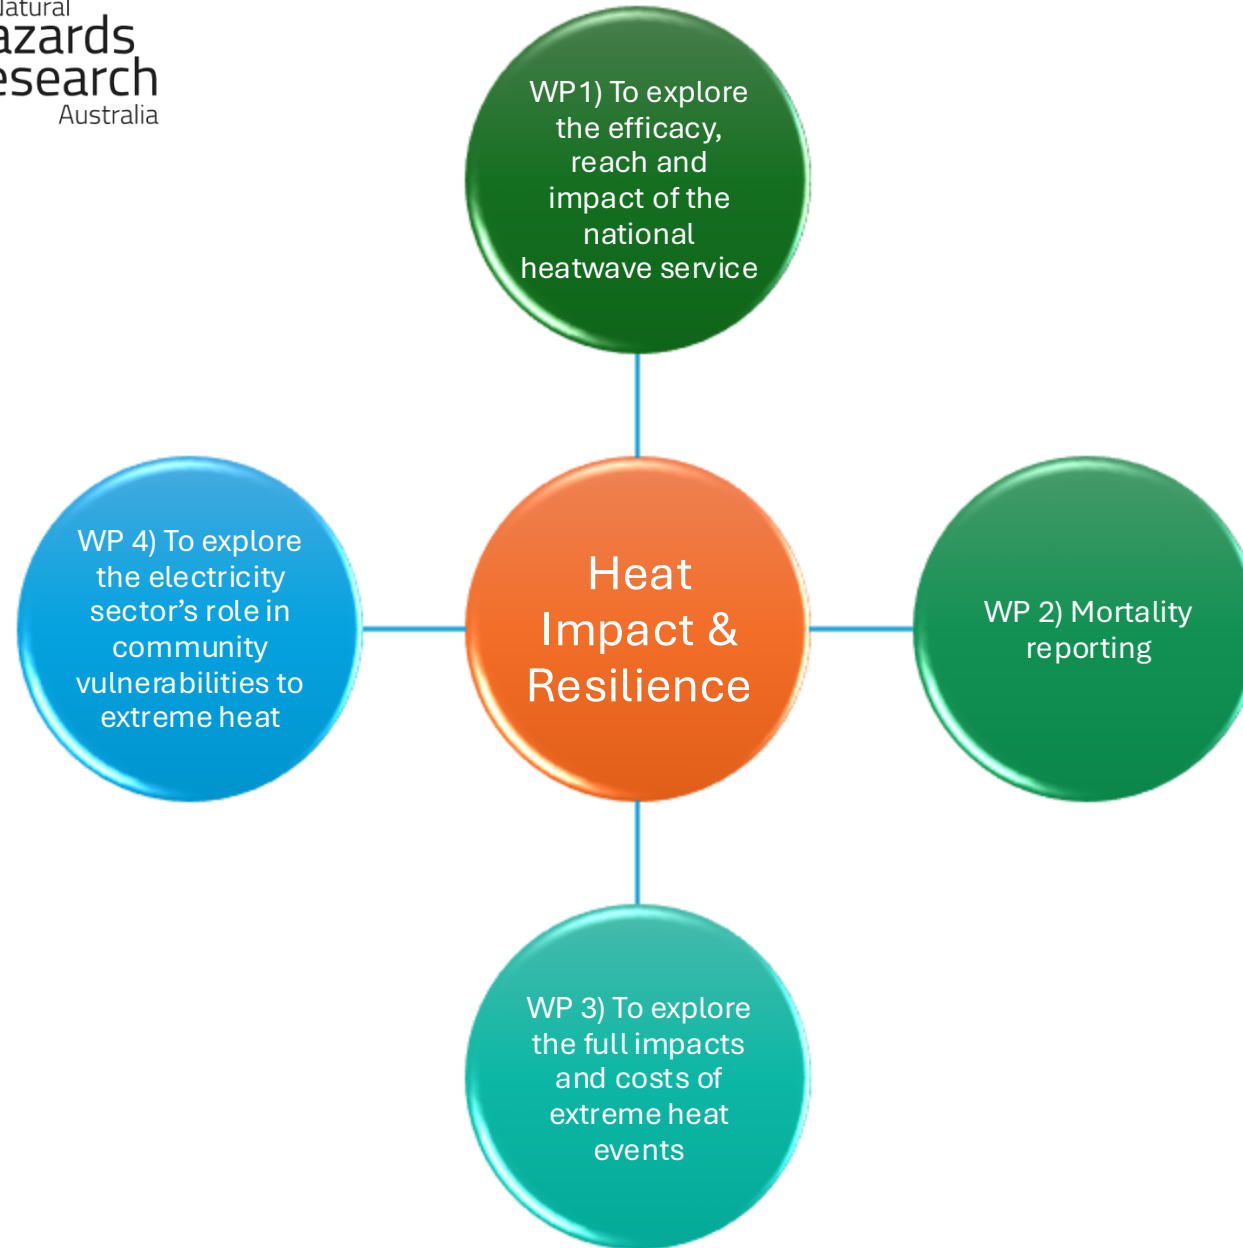 Natural
azards
esearch
Australia
WP1) To explore
the efficacy,
reach and
impact of the
national
heatwave service
WP 4) To explore
the electricity
sector’s role in
community
vulnerabilities to
extreme heat
Heat
Impact &
Resilience
WP 2) Mortality
reporting
WP 3) To explore
the full impacts
and costs of
extreme heat
events